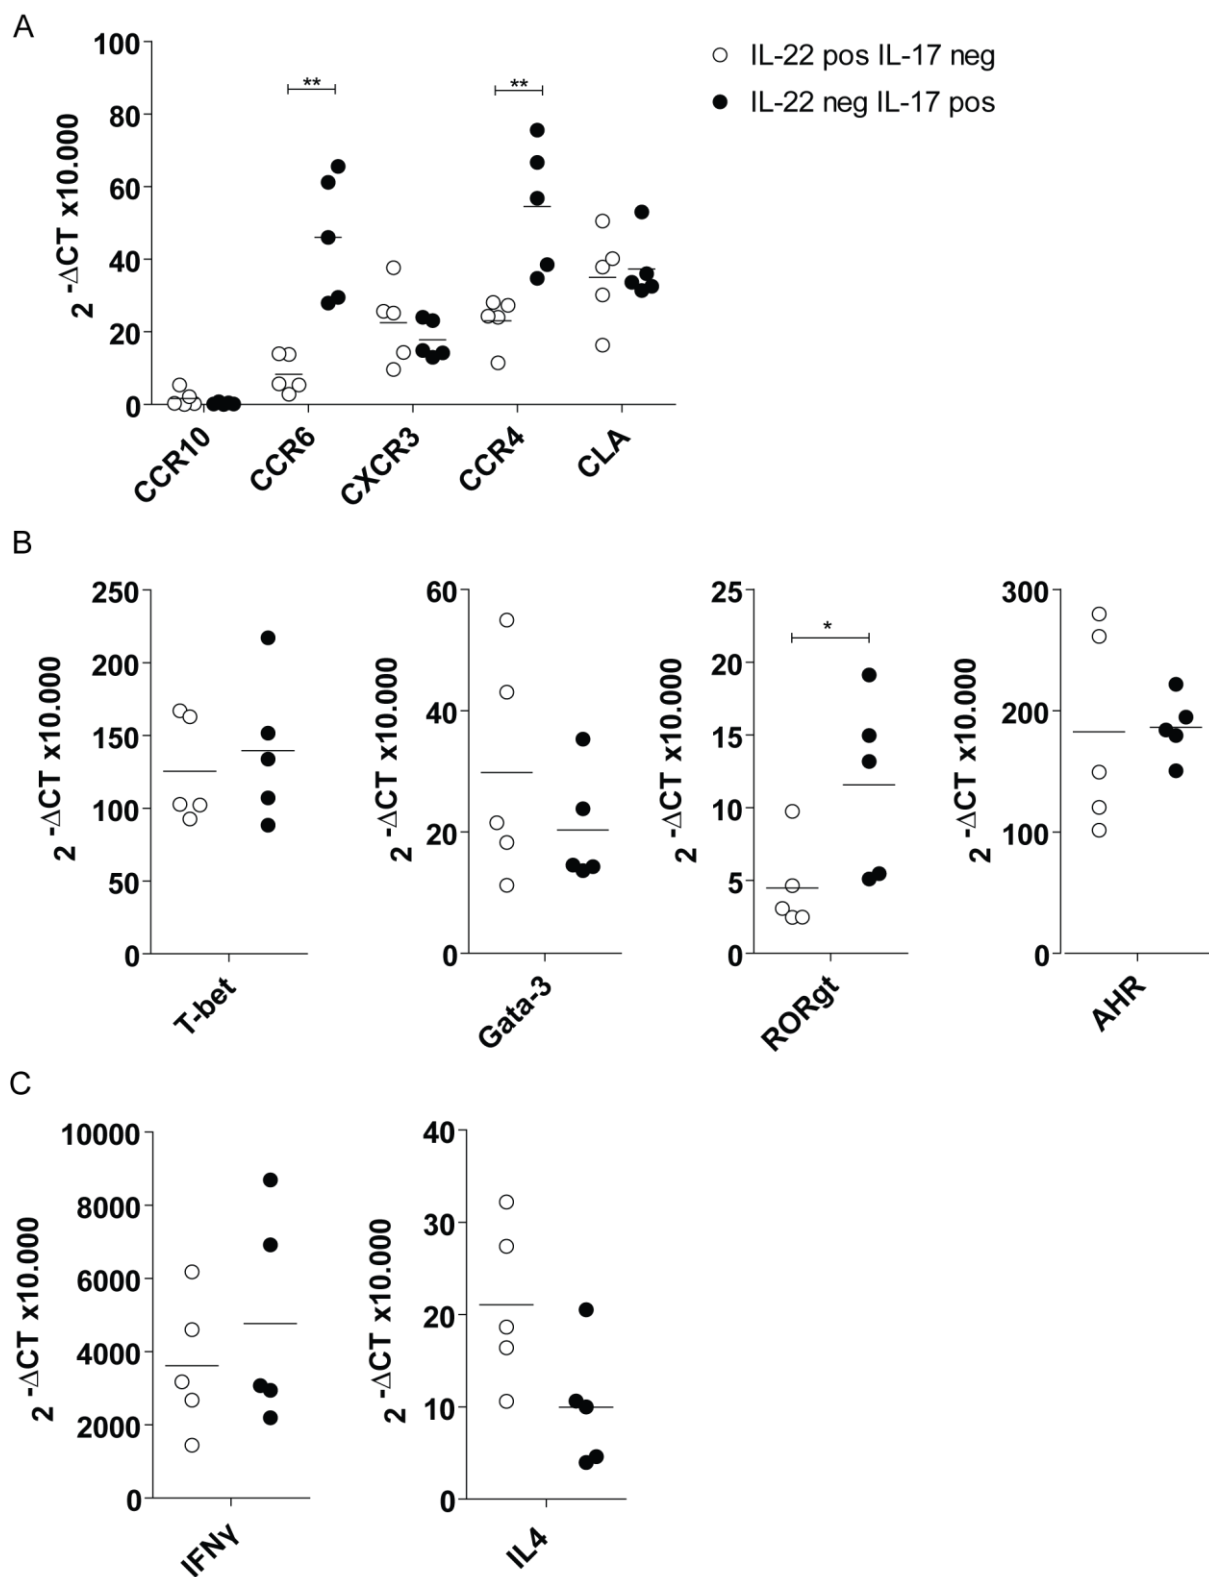 A
100
80
60
40
20
0
2 -ΔCT x10.000
**
**
IL-22 pos IL-17 neg
IL-22 neg IL-17 pos
CCR10
CCR6
CXCR3
CCR4
CLA
B
250
200
150
100
50
0
2 -ΔCT x10.000
T-bet
60
40
20
0
2 -ΔCT x10.000
Gata-3
25
20
15
10
5
0
2 -ΔCT x10.000
*
RORgt
300
200
100
0
2 -ΔCT x10.000
AHR
C
10000
8000
6000
4000
2000
0
2 -ΔCT x10.000
IFNγ
40
30
20
10
0
2 -ΔCT x10.000
IL4